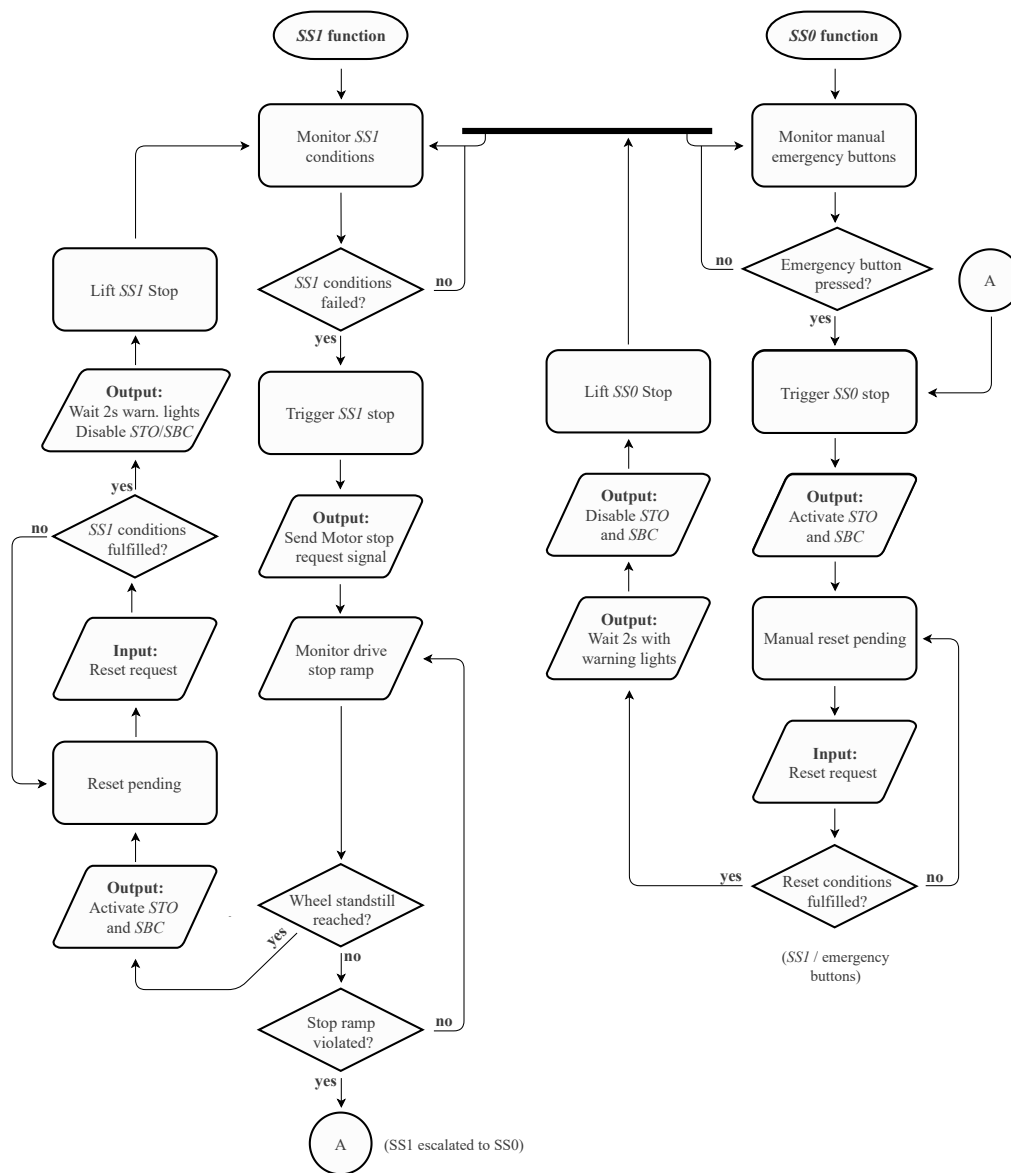 SS1 function
SS0 function
Monitor SS1
conditions
Monitor manual
emergency buttons
Lift SS1 Stop
SS1 conditions
failed?
no
yes
no
Emergency button
pressed?
yes
A
Output:
Wait 2s warn. lights
Disable STO/SBC
Trigger SS1 stop
Lift SS0 Stop
Trigger SS0 stop
yes
no
SS1 conditions
fulfilled?
Output:
Send Motor stop
request signal
Output:
Disable STO
and SBC
Output:
Activate STO
and SBC
Input:
Reset request
Monitor drive
stop ramp
Output:
Wait 2s with
warning lights
Manual reset pending
Reset pending
Input:
Reset request
Output:
Activate STO
and SBC
Wheel standstill
reached?
yes
no
yes
Reset conditions
fulfilled?
no
(SS1 / emergency
buttons)
Stop ramp
violated?
no
yes
A
(SS1 escalated to SS0)